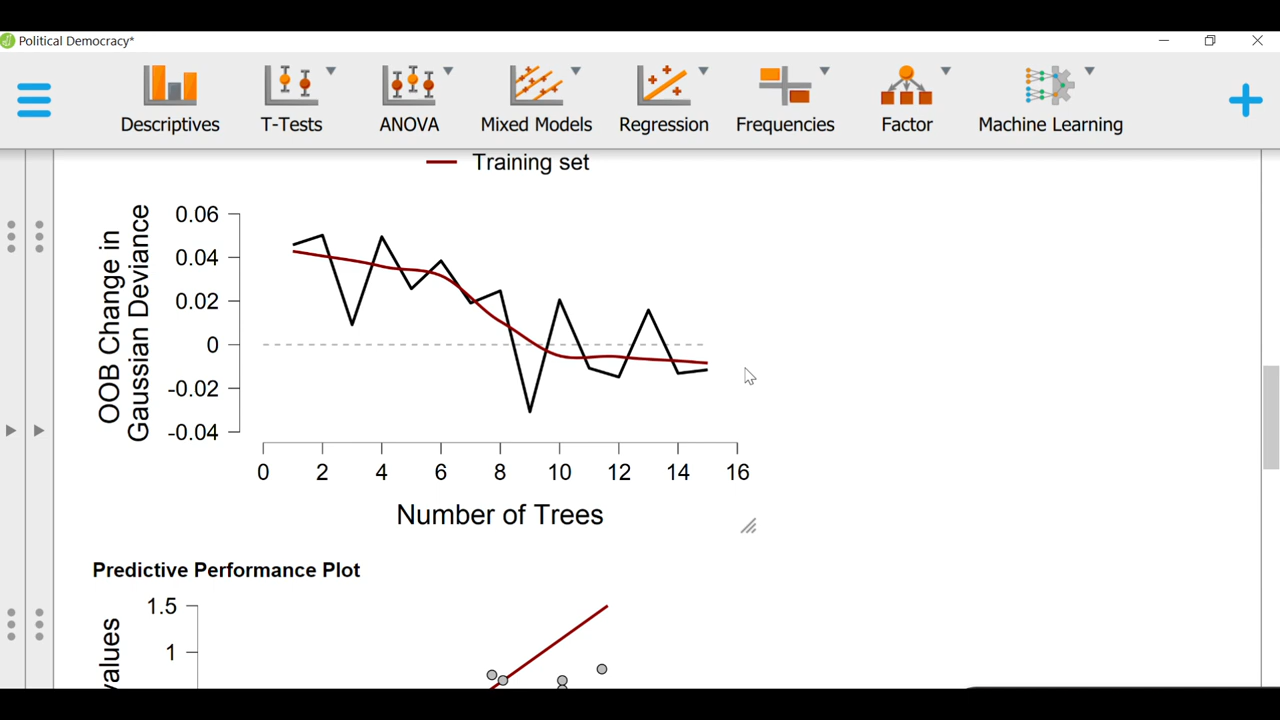 Political Democracy*
Descriptives
T-Tests
ANOVA
Mixed Models
Regression
Frequencies
Factor
Machine Learning
Training set
OOB Change in
Gaussian Deviance
0.06
0.04
0.02
0
-0.02
-0.04
0 2 4 6 8 10 12 14 16
Number of Trees
Predictive Performance Plot
1.5
1
values